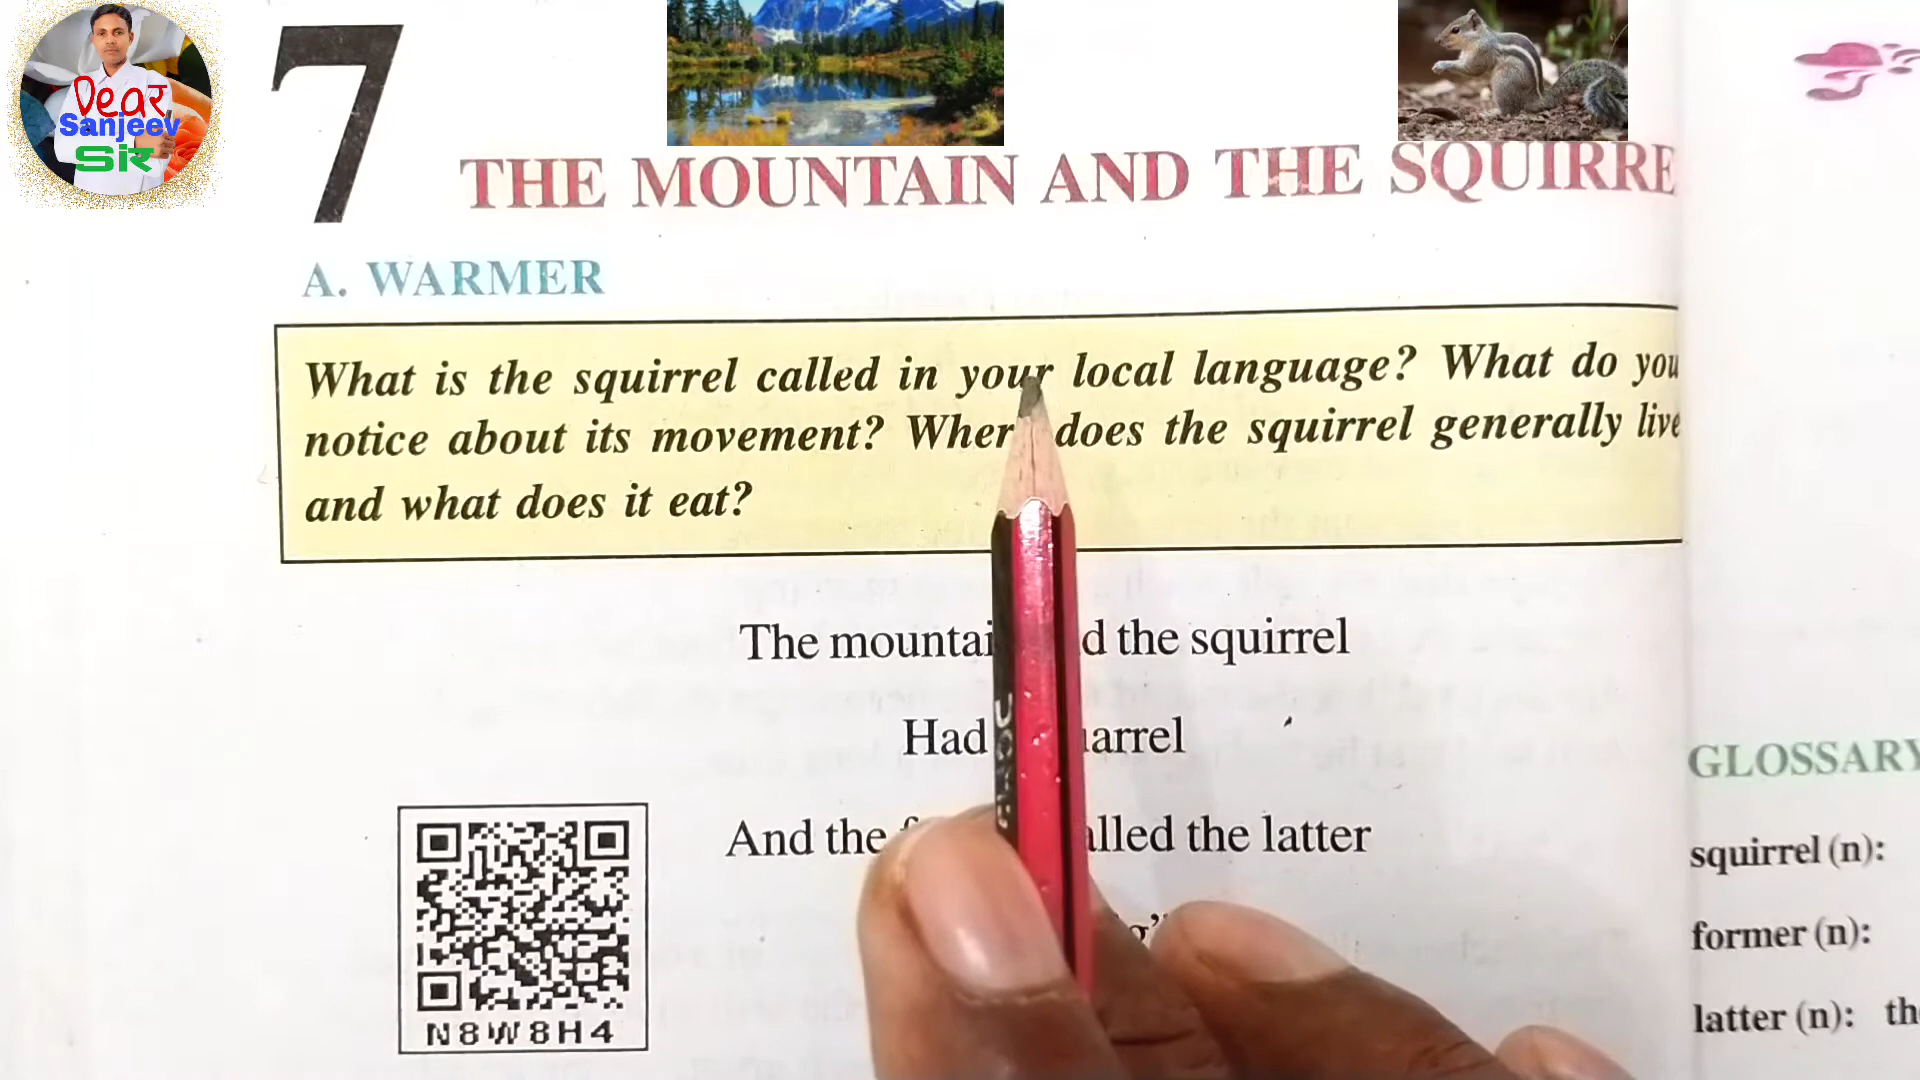 Dear
Sanjeev
Sir
7
THE MOUNTAIN AND THE SQUIRRE
A. WARMER
What is the squirrel called in your local language? What do you
notice about its movement? Wher does the squirrel generally live
and what does it eat?
The mountai d the squirrel
Had arrel
And the alled the latter
N8W8H4
GLOSSARY
squirrel (n):
former (n):
latter (n): th